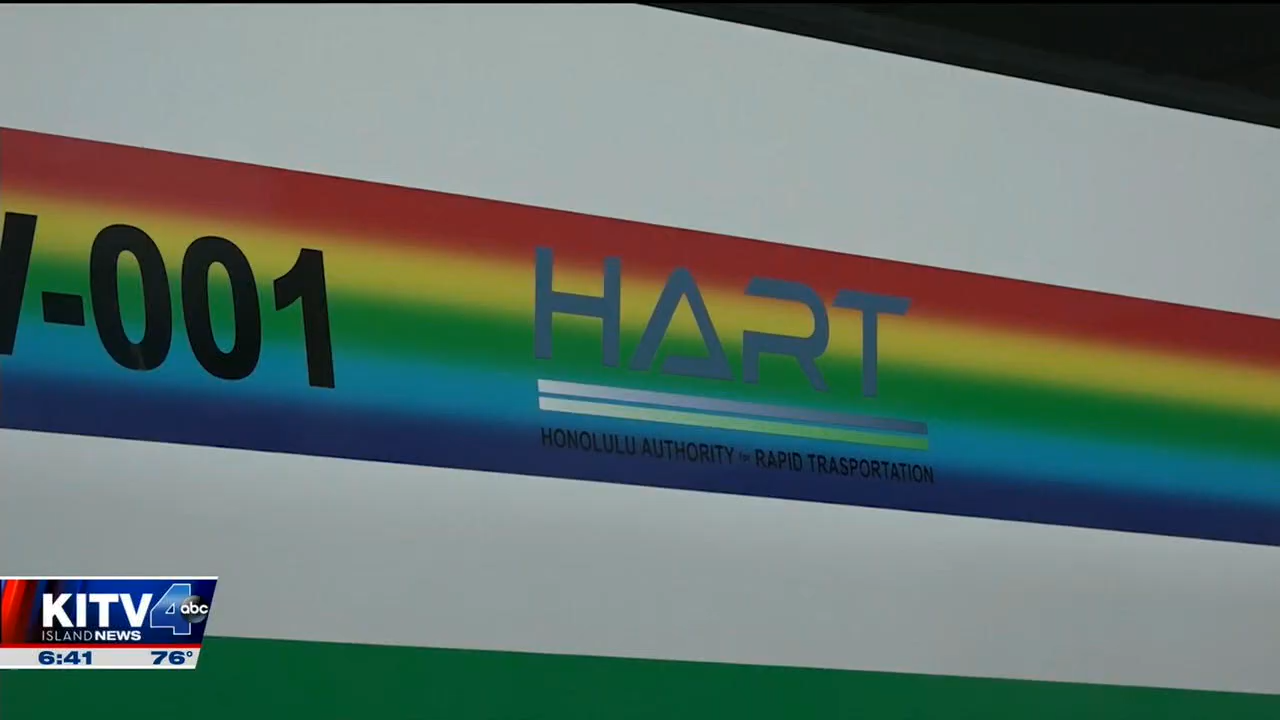 -001
HART
HONOLULU AUTHORITY for RAPID TRASPORTATION
KITV4 abc
ISLAND NEWS
6:41 76°